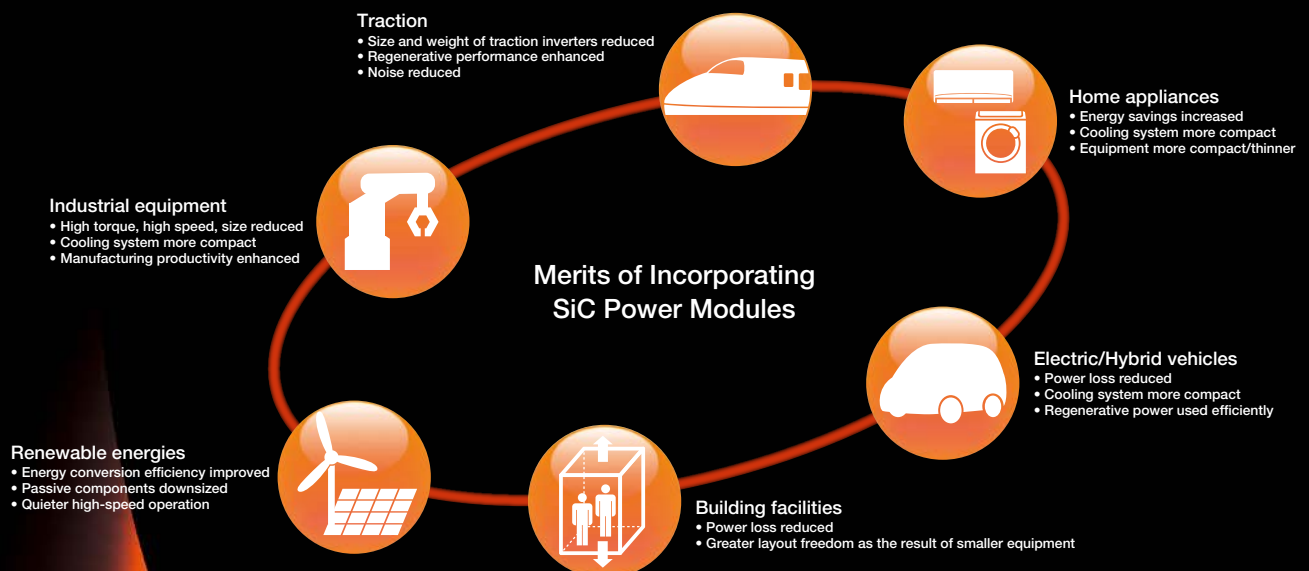 Traction
• Size and weight of traction inverters reduced
• Regenerative performance enhanced
• Noise reduced
Home appliances
• Energy savings increased
• Cooling system more compact
• Equipment more compact/thinner
Industrial equipment
• High torque, high speed, size reduced
• Cooling system more compact
• Manufacturing productivity enhanced
Merits of Incorporating
SiC Power Modules
Electric/Hybrid vehicles
• Power loss reduced
• Cooling system more compact
• Regenerative power used efficiently
Renewable energies
• Energy conversion efficiency improved
• Passive components downsized
• Quieter high-speed operation
Building facilities
• Power loss reduced
• Greater layout freedom as the result of smaller equipment